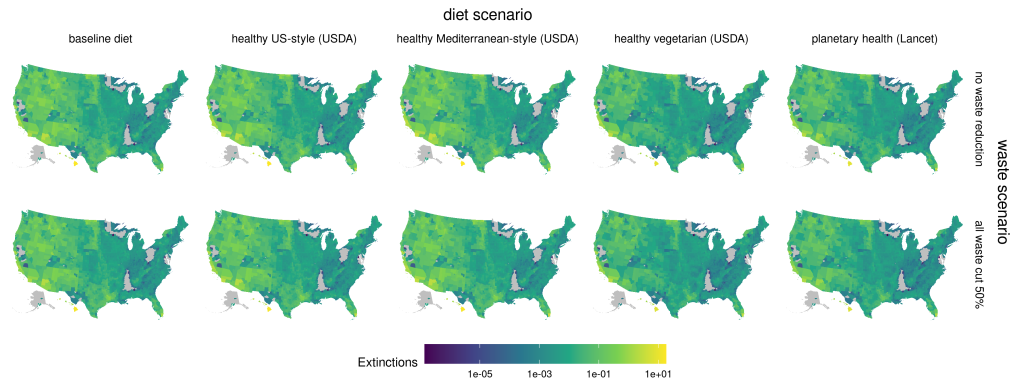 diet scenario
baseline diet
healthy US-style (USDA)
healthy Mediterranean-style (USDA)
healthy vegetarian (USDA)
planetary health (Lancet)
no waste reduction
waste scenario
all waste cut 50%
Extinctions
1e-05
1e-03
1e-01
1e+01